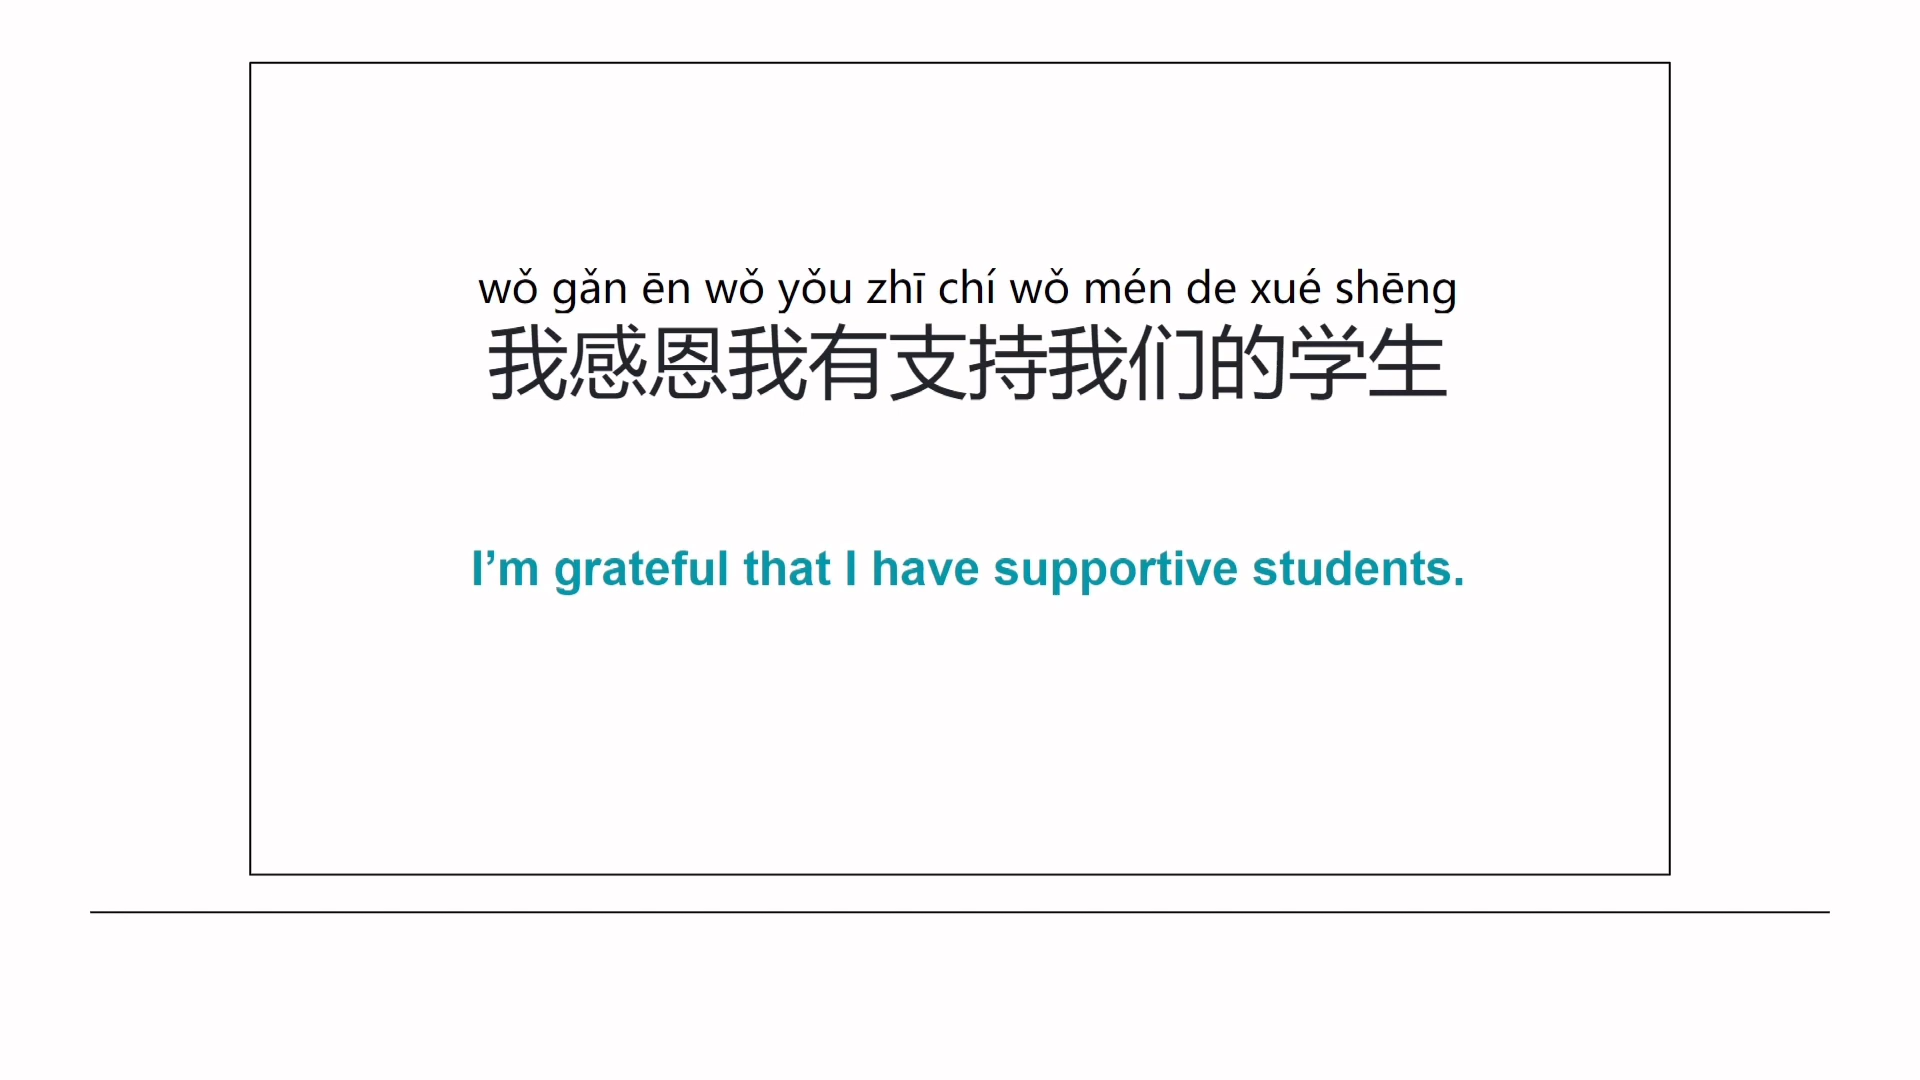 wǒ gǎn ēn wǒ yǒu zhī chí wǒ mén de xué shēng
我感恩我有支持我们的学生
I’m grateful that I have supportive students.